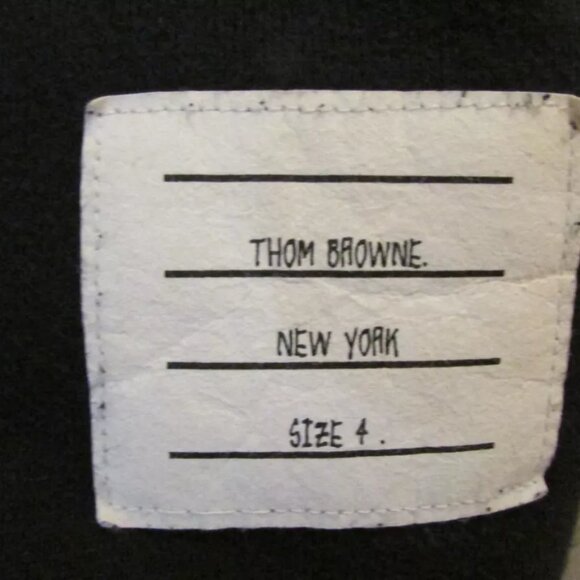 THOM BROWNE.
NEW YORK
SIZE 4.